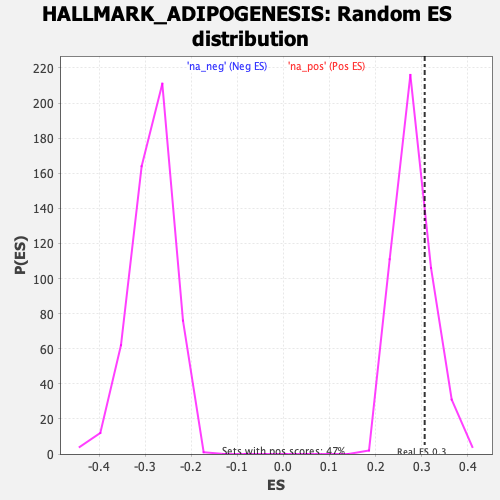 HALLMARK_ADIPOGENESIS: Random ES
distribution
'na_neg' (Neg ES) 'na_pos' (Pos ES)
P(ES)
220
200
180
160
140
120
100
80
60
40
20
0
Sets with pos scores: 47%
Real ES 0.3
-0.4 -0.3 -0.2 -0.1 0.0 0.1 0.2 0.3 0.4
ES